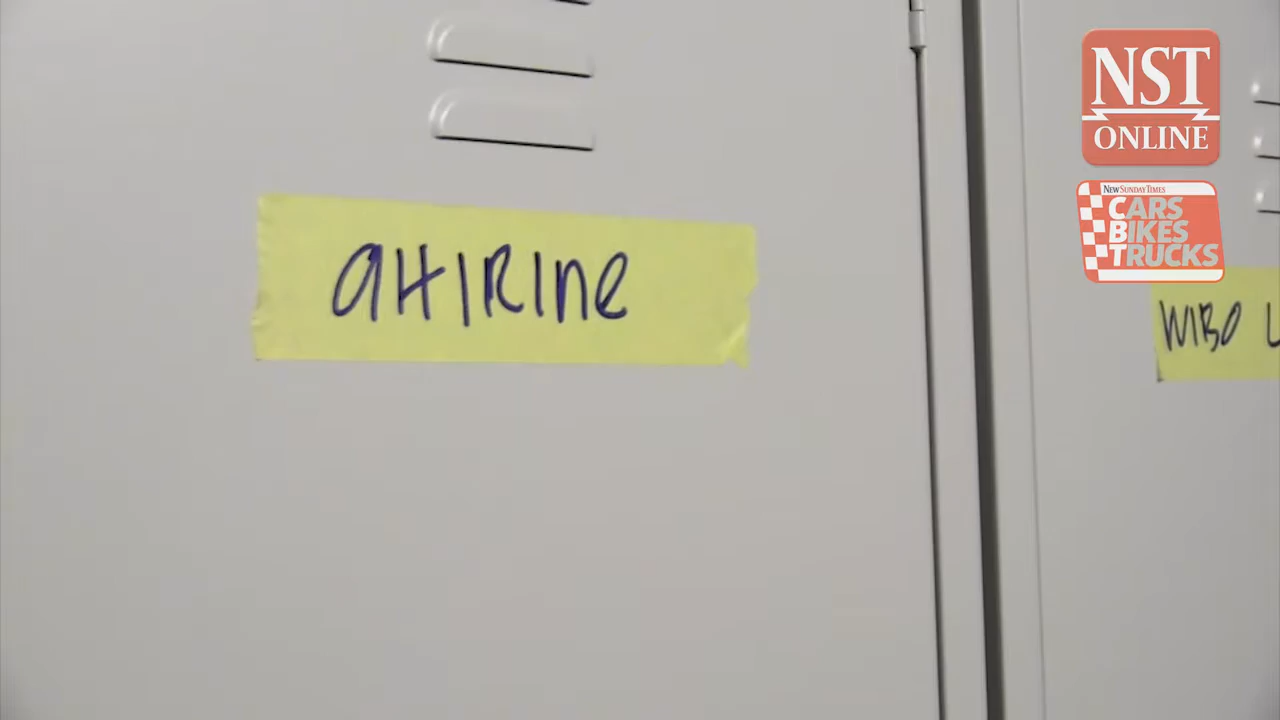 aHIRIne
WIBO L
NST
ONLINE
NEW SUNDAY TIMES
CARS
BIKES
TRUCKS